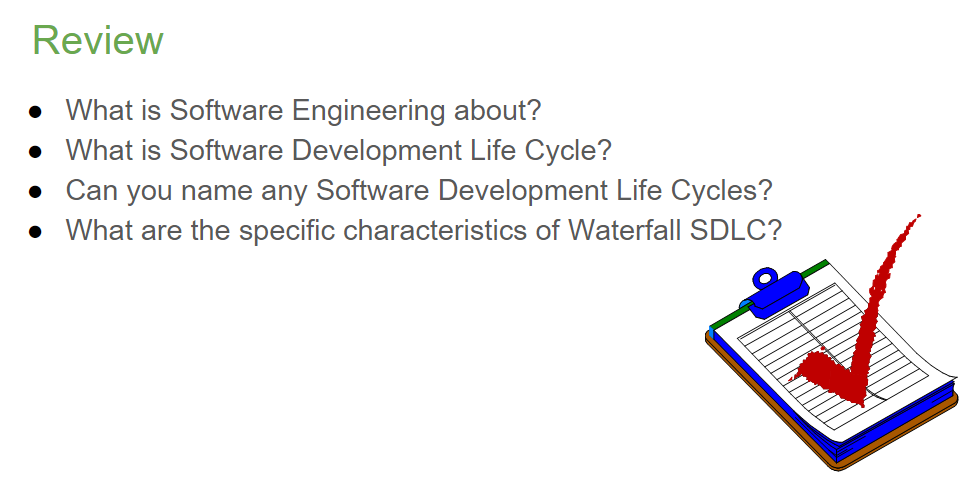 Review
● What is Software Engineering about?
● What is Software Development Life Cycle?
● Can you name any Software Development Life Cycles?
● What are the specific characteristics of Waterfall SDLC?